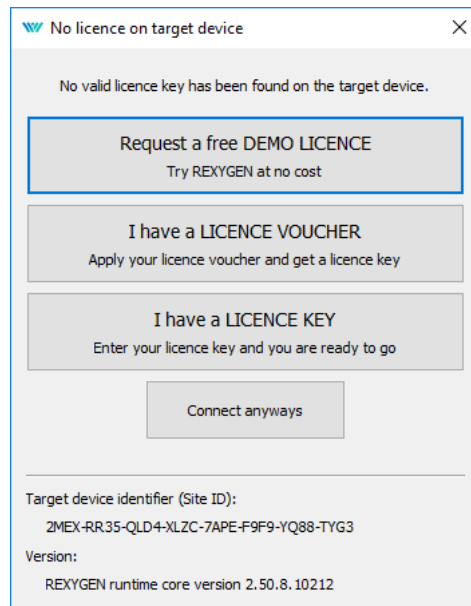 No licence on target device
No valid licence key has been found on the target device.
Request a free DEMO LICENCE
Try REXYGEN at no cost
I have a LICENCE VOUCHER
Apply your licence voucher and get a licence key
I have a LICENCE KEY
Enter your licence key and you are ready to go
Connect anyways
Target device identifier (Site ID):
2MEX-RR35-QLD4-XLZC-7APE-F9F9-YQ88-TYG3
Version:
REXYGEN runtime core version 2.50.8.10212